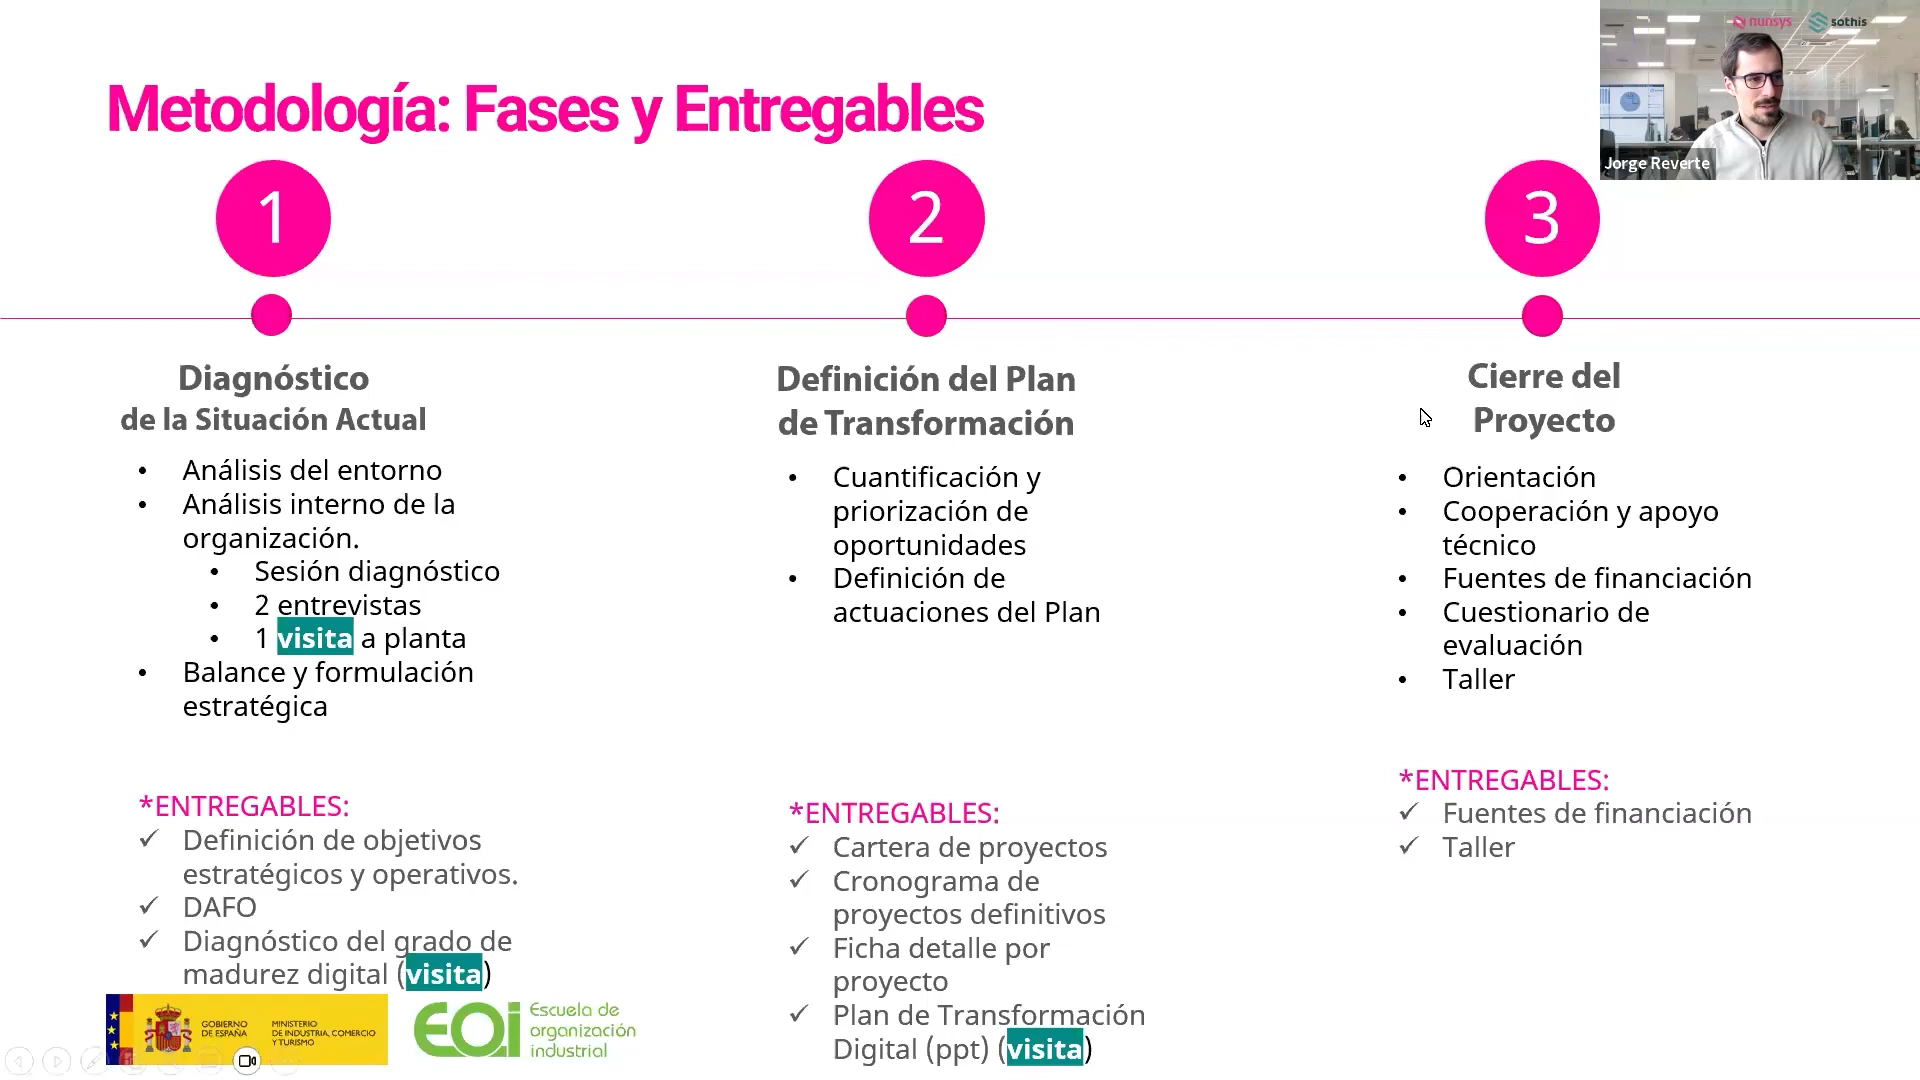 nunsys sothis
Jorge Reverte
Metodología: Fases y Entregables
1
Diagnóstico
de la Situación Actual
• Análisis del entorno
• Análisis interno de la
organización.
• Sesión diagnóstico
• 2 entrevistas
• 1 visita a planta
• Balance y formulación
estratégica
*ENTREGABLES:
✓ Definición de objetivos
estratégicos y operativos.
✓ DAFO
✓ Diagnóstico del grado de
madurez digital (visita)
2
Definición del Plan
de Transformación
• Cuantificación y
priorización de
oportunidades
• Definición de
actuaciones del Plan
*ENTREGABLES:
✓ Cartera de proyectos
✓ Cronograma de
proyectos definitivos
✓ Ficha detalle por
proyecto
✓ Plan de Transformación
Digital (ppt) (visita)
3
Cierre del
Proyecto
• Orientación
• Cooperación y apoyo
técnico
• Fuentes de financiación
• Cuestionario de
evaluación
• Taller
*ENTREGABLES:
✓ Fuentes de financiación
✓ Taller
GOBIERNO
DE ESPAÑA
MINISTERIO
DE INDUSTRIA, COMERCIO
Y TURISMO
EOI
Escuela de
organización
industrial